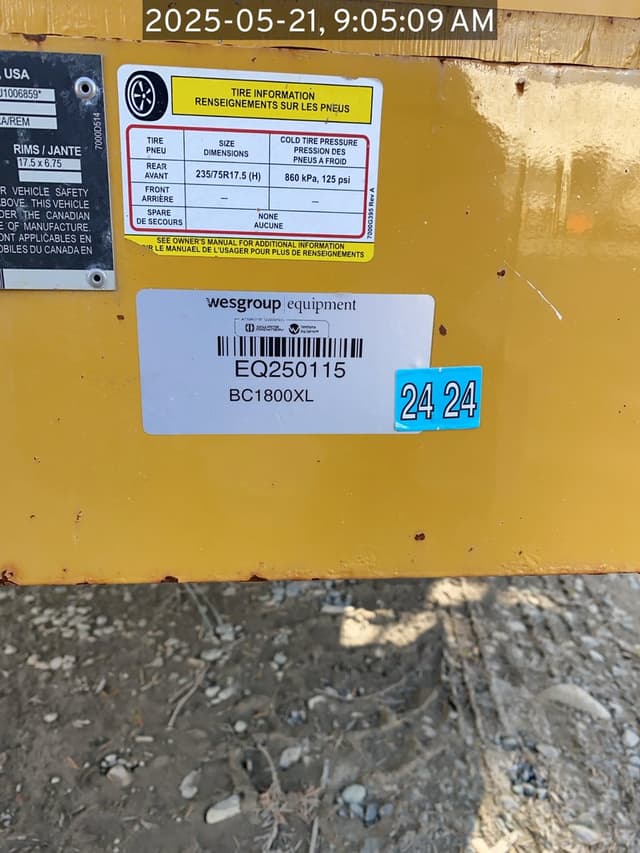 2025-05-21, 9:05:09 AM
USA
J1006859*
CA/REM
RIMS / JANTE
17.5 x 6.75
7000D514
R VEHICLE SAFETY
BOVE. THIS VEHICLE
DER THE CANADIAN
E OF MANUFACTURE.
ONT APPLICABLES EN
OBILES DU CANADA EN
TIRE INFORMATION
RENSEIGNEMENTS SUR LES PNEUS
TIRE PNEU SIZE DIMENSIONS COLD TIRE PRESSURE PRESSION DES PNEUS A FROID
REAR AVANT 235/75R17.5 (H) 860 kPa, 125 psi
FRONT ARRIÈRE — —
SPARE DE SECOURS NONE AUCUNE
7000G395 Rev A
SEE OWNER'S MANUAL FOR ADDITIONAL INFORMATION
IR LE MANUAEL DE L'USAGER POUR PLUS DE RENSEIGNEMENTS
wesgroup equipment
EQ250115
BC1800XL
24 24